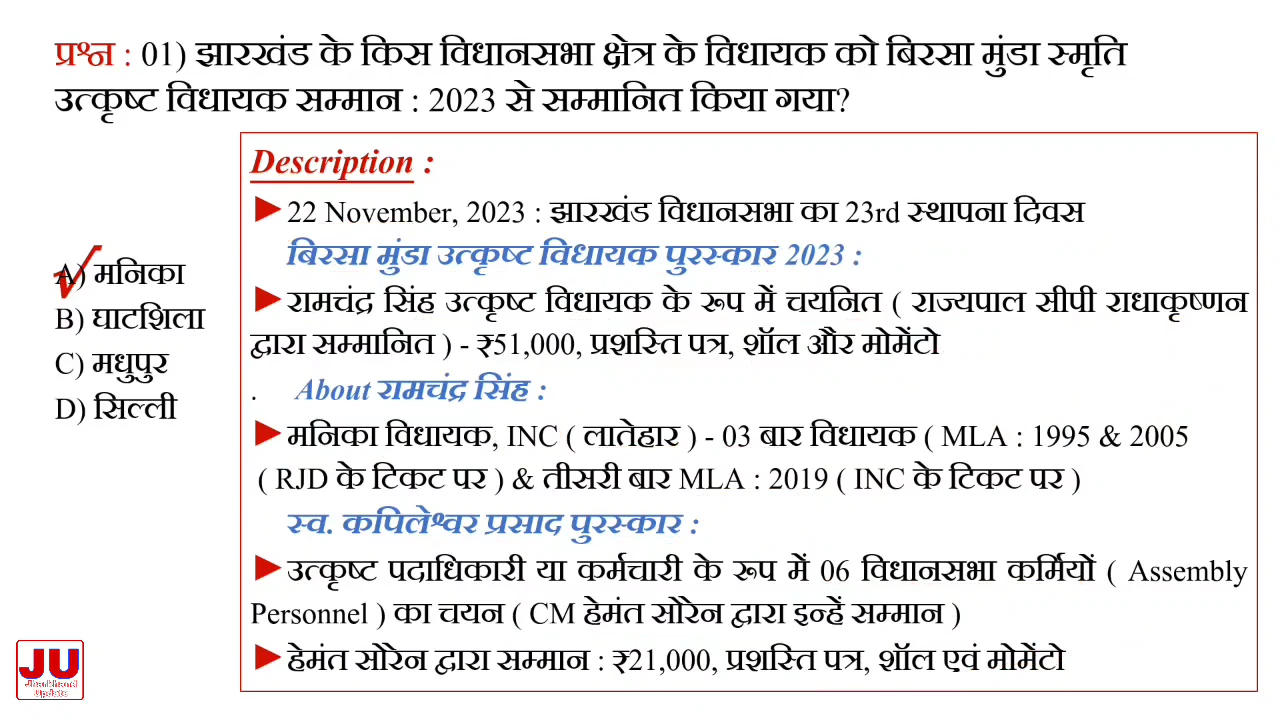 प्रश्न : 01) झारखंड के किस विधानसभा क्षेत्र के विधायक को बिरसा मुंडा स्मृति
उत्कृष्ट विधायक सम्मान : 2023 से सम्मानित किया गया?
A) मनिका
B) घाटशिला
C) मधुपुर
D) सिल्ली
Description :
►22 November, 2023 : झारखंड विधानसभा का 23rd स्थापना दिवस
बिरसा मुंडा उत्कृष्ट विधायक पुरस्कार 2023 :
►रामचंद्र सिंह उत्कृष्ट विधायक के रूप में चयनित ( राज्यपाल सीपी राधाकृष्णन
द्वारा सम्मानित ) - ₹51,000, प्रशस्ति पत्र, शॉल और मोमेंटो
. About रामचंद्र सिंह :
►मनिका विधायक, INC ( लातेहार ) - 03 बार विधायक ( MLA : 1995 & 2005
( RJD के टिकट पर ) & तीसरी बार MLA : 2019 ( INC के टिकट पर )
स्व. कपिलेश्वर प्रसाद पुरस्कार :
►उत्कृष्ट पदाधिकारी या कर्मचारी के रूप में 06 विधानसभा कर्मियों ( Assembly
Personnel ) का चयन ( CM हेमंत सोरेन द्वारा इन्हें सम्मान )
►हेमंत सोरेन द्वारा सम्मान : ₹21,000, प्रशस्ति पत्र, शॉल एवं मोमेंटो
JU
Jharkhand
Update